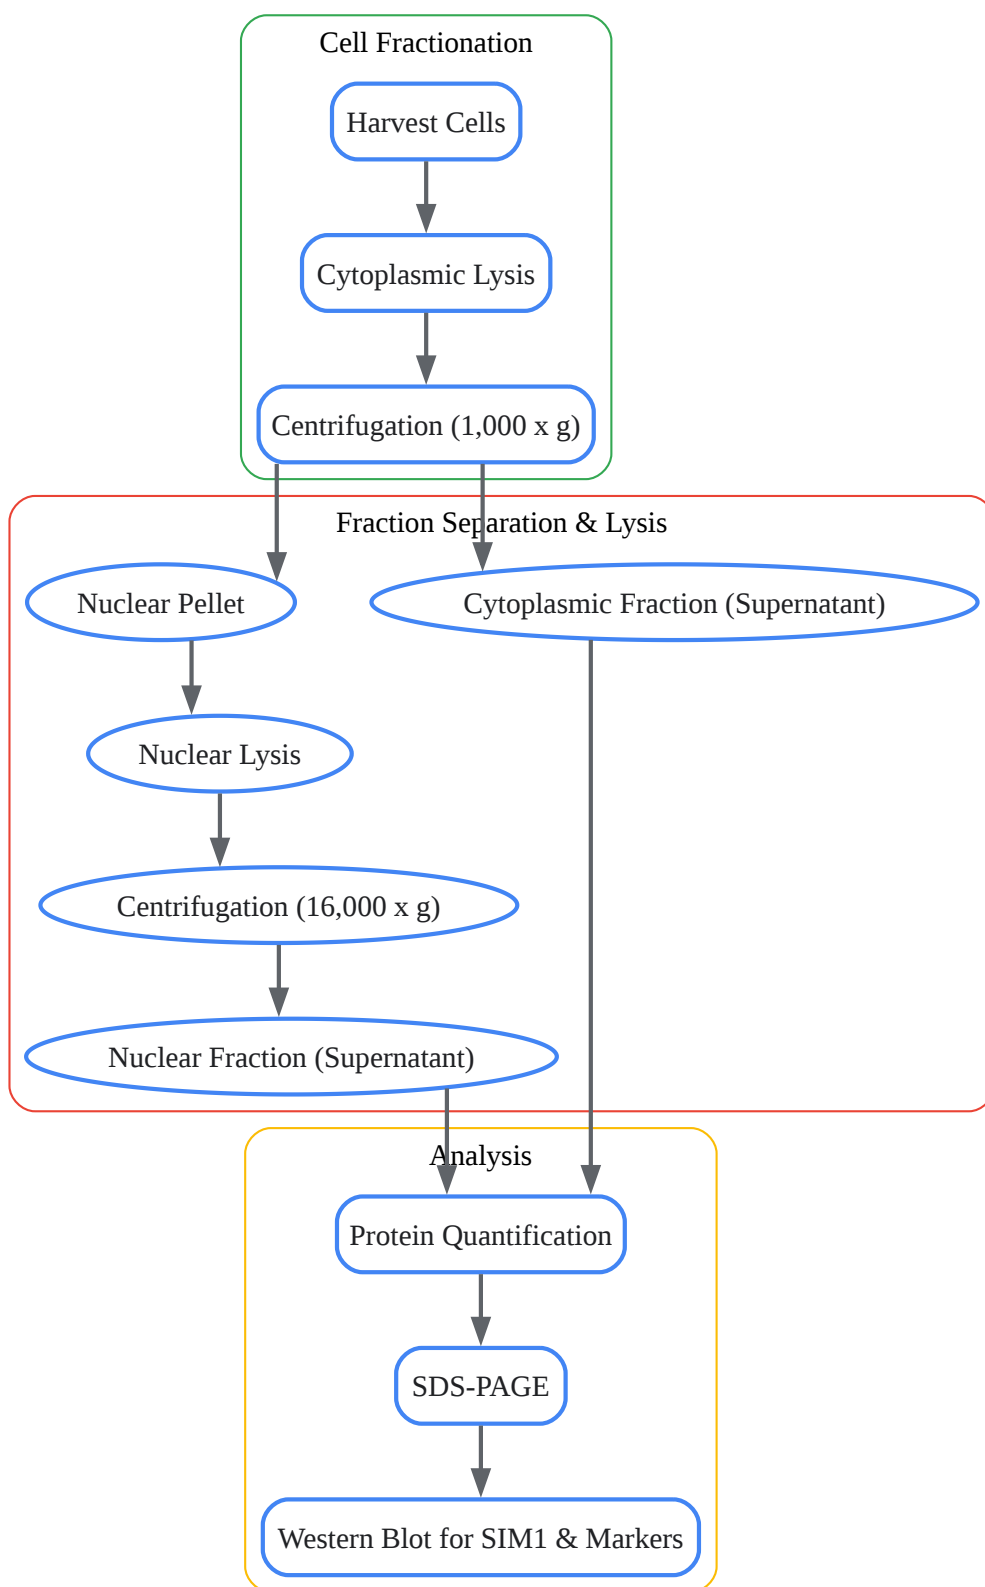 Cell Fractionation
Harvest Cells
Cytoplasmic Lysis
Centrifugation (1,000 x g)
Fraction Separation & Lysis
Nuclear Pellet
Cytoplasmic Fraction (Supernatant)
Nuclear Lysis
Centrifugation (16,000 x g)
Nuclear Fraction (Supernatant)
Analysis
Protein Quantification
SDS-PAGE
Western Blot for SIM1 & Markers